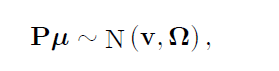 𝐏𝛍 ∼ N (𝐯, 𝛀) ,